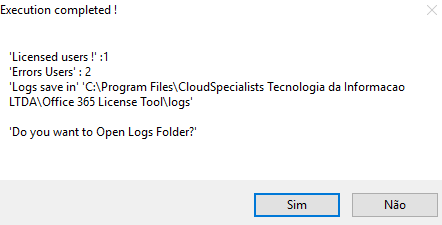 Execution completed !
'Licensed users !' :1
'Errors Users' : 2
'Logs save in' 'C:\Program Files\CloudSpecialists Tecnologia da Informacao
LTDA\Office 365 License Tool\logs'
'Do you want to Open Logs Folder?'
Sim
Não